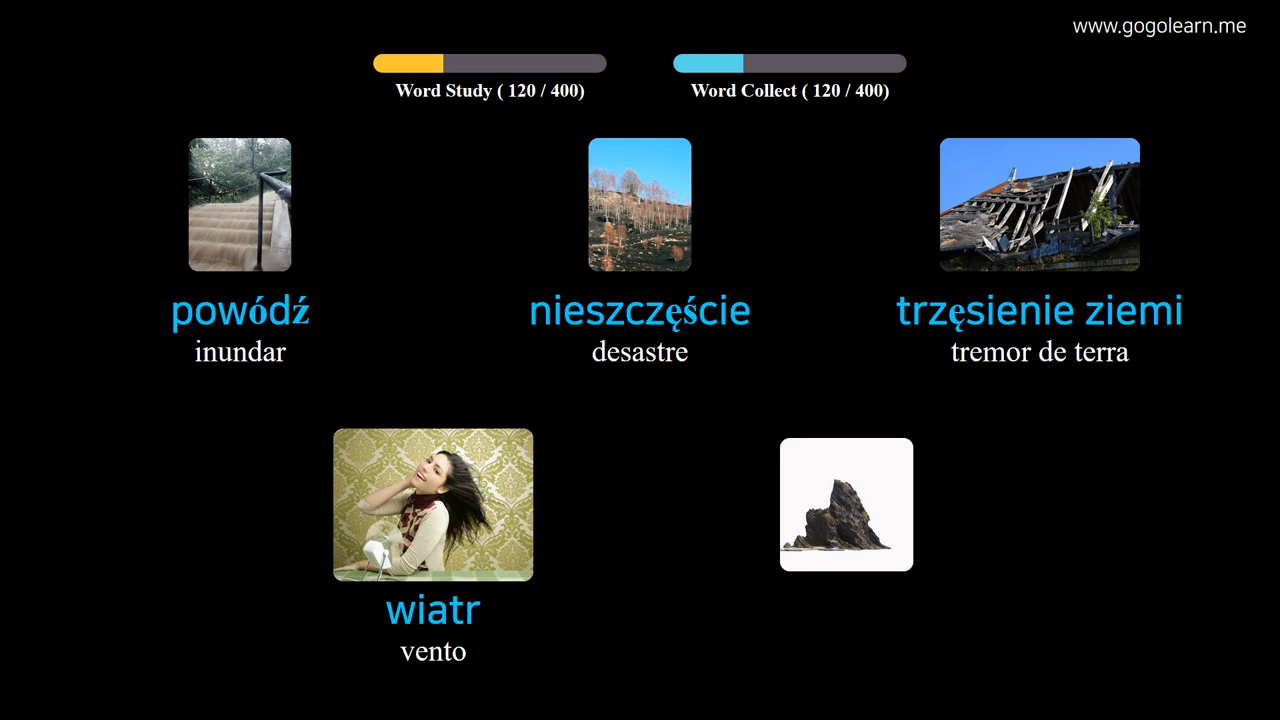 www.gogolearn.me
Word Study ( 120 / 400)
Word Collect ( 120 / 400)
powódź
inundar
nieszczęście
desastre
trzęsienie ziemi
tremor de terra
wiatr
vento